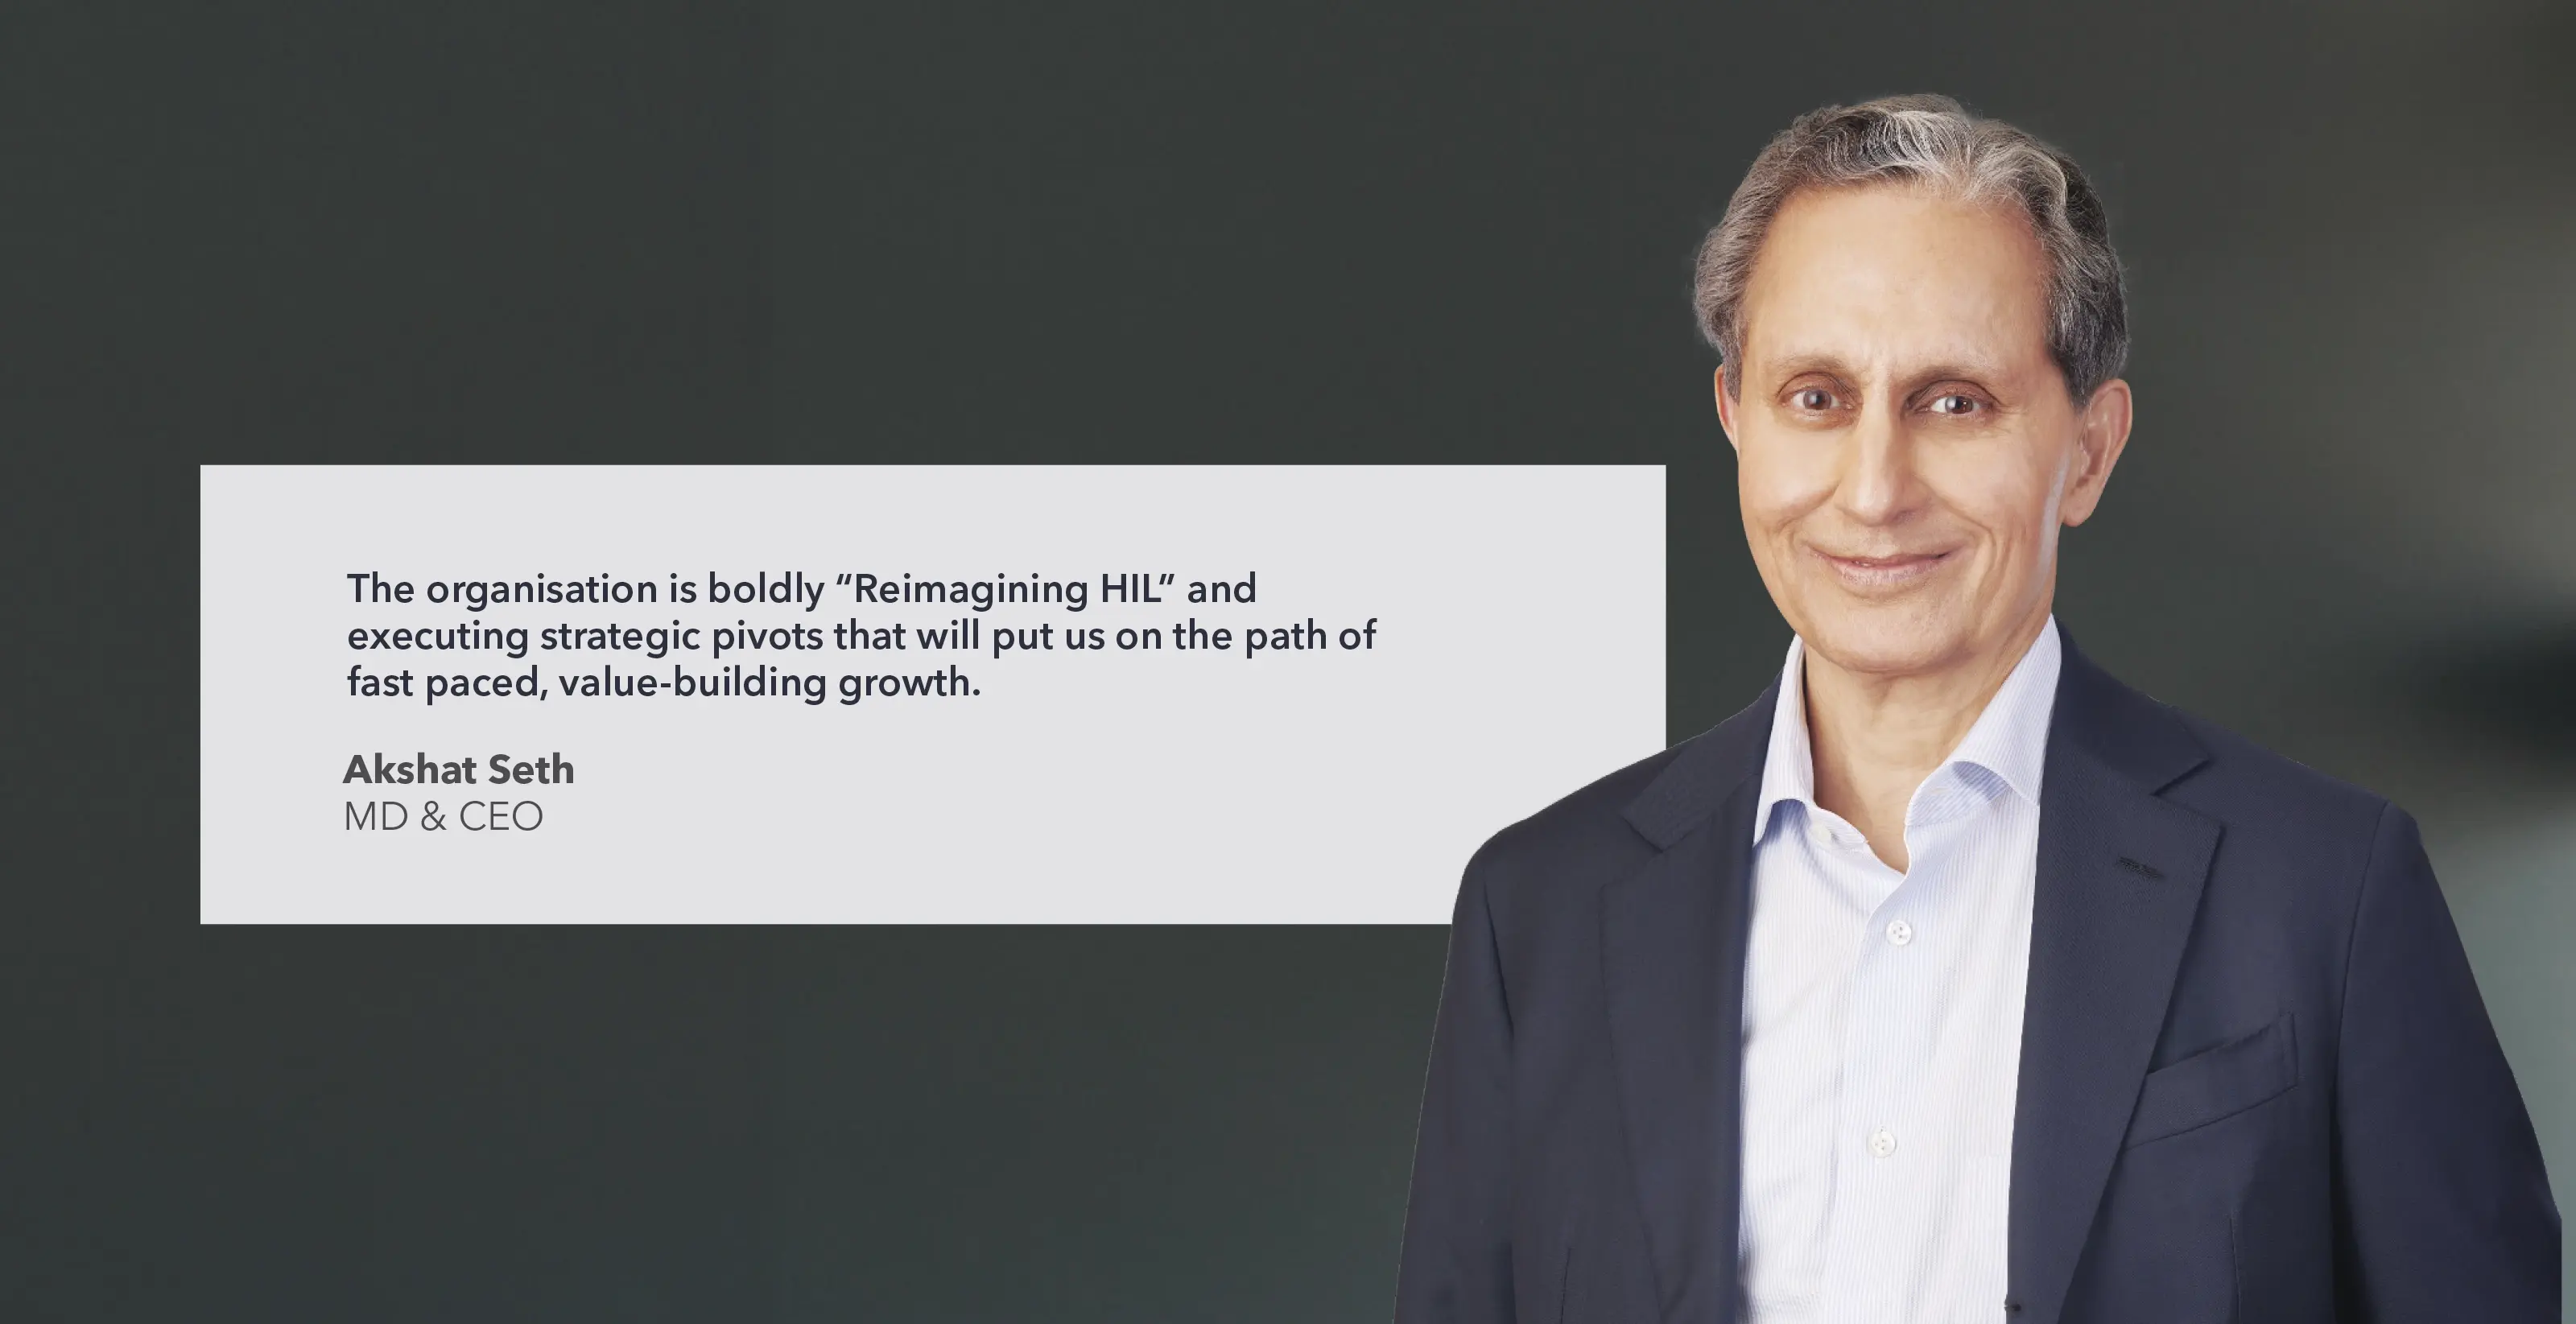 The organisation is boldly “Reimagining HIL” and
executing strategic pivots that will put us on the path of
fast paced, value-building growth.
Akshat Seth
MD & CEO